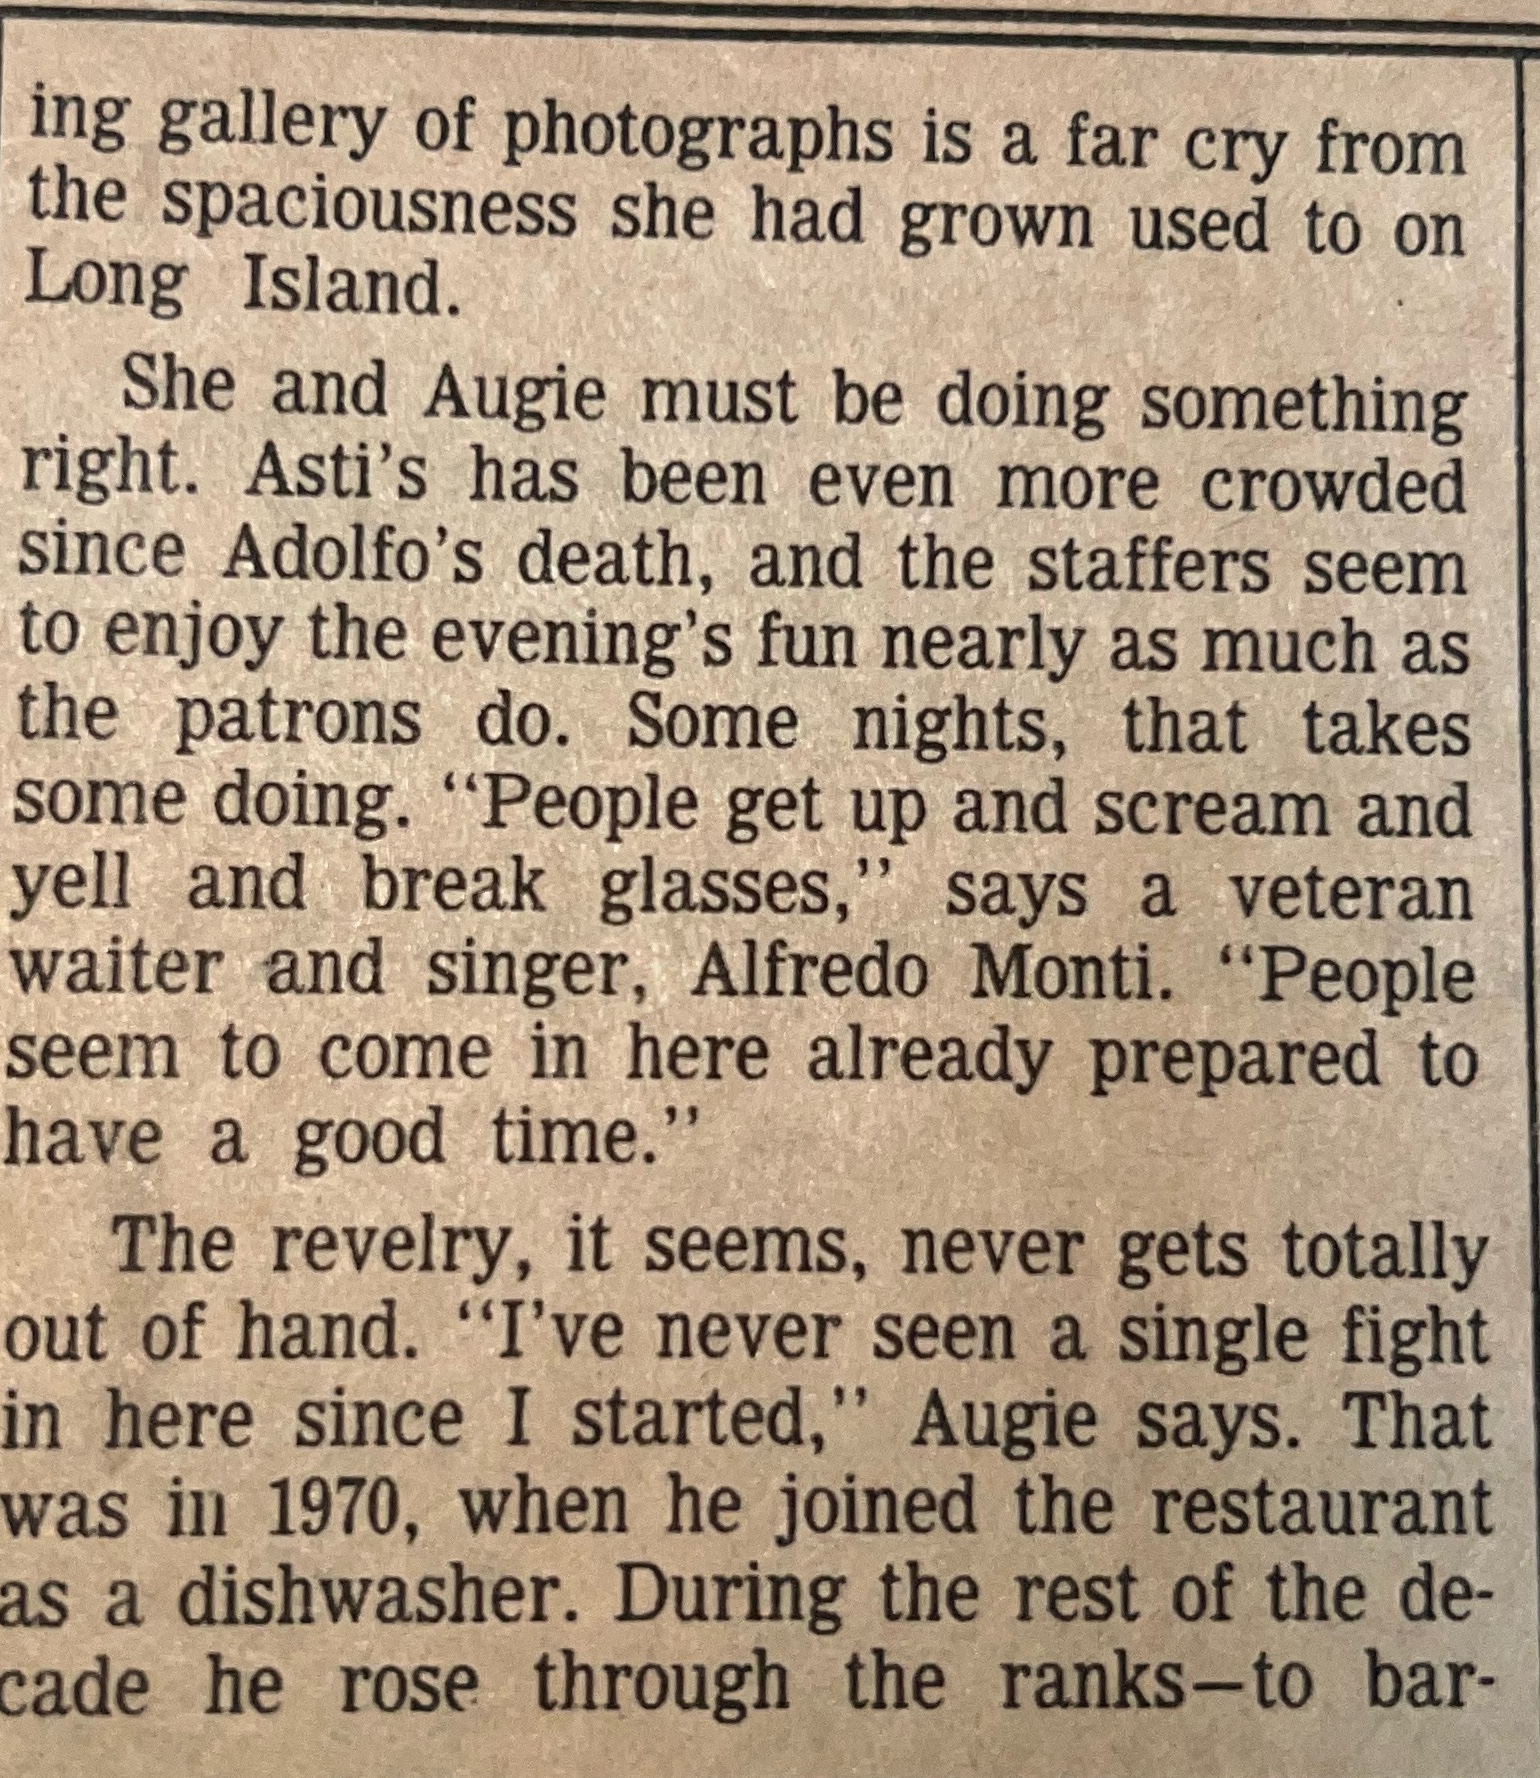 ing gallery of photographs is a far cry from
the spaciousness she had grown used to on
Long Island.
She and Augie must be doing something
right. Asti's has been even more crowded
since Adolfo's death, and the staffers seem
to enjoy the evening's fun nearly as much as
the patrons do. Some nights, that takes
some doing. ‘‘People get up and scream and
yell and break glasses,’’ says a veteran
waiter and singer, Alfredo Monti. ‘‘People
seem to come in here already prepared to
have a good time.’’
The revelry, it seems, never gets totally
out of hand. ‘‘I've never seen a single fight
in here since I started,’’ Augie says. That
was in 1970, when he joined the restaurant
as a dishwasher. During the rest of the de-
cade he rose through the ranks—to bar-